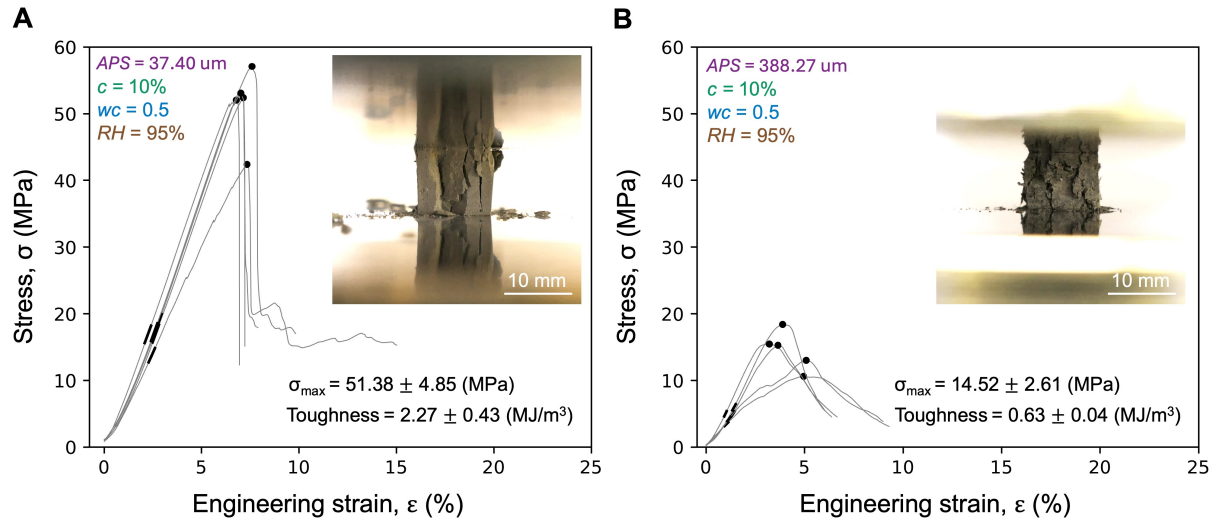 A
60
50
40
30
20
10
0
0 5 10 15 20 25
Stress, σ (MPa)
Engineering strain, ε (%)
APS = 37.40 um
c = 10%
wc = 0.5
RH = 95%
10 mm
σmax = 51.38 ± 4.85 (MPa)
Toughness = 2.27 ± 0.43 (MJ/m³)
B
60
50
40
30
20
10
0
0 5 10 15 20 25
Stress, σ (MPa)
Engineering strain, ε (%)
APS = 388.27 um
c = 10%
wc = 0.5
RH = 95%
10 mm
σmax = 14.52 ± 2.61 (MPa)
Toughness = 0.63 ± 0.04 (MJ/m³)